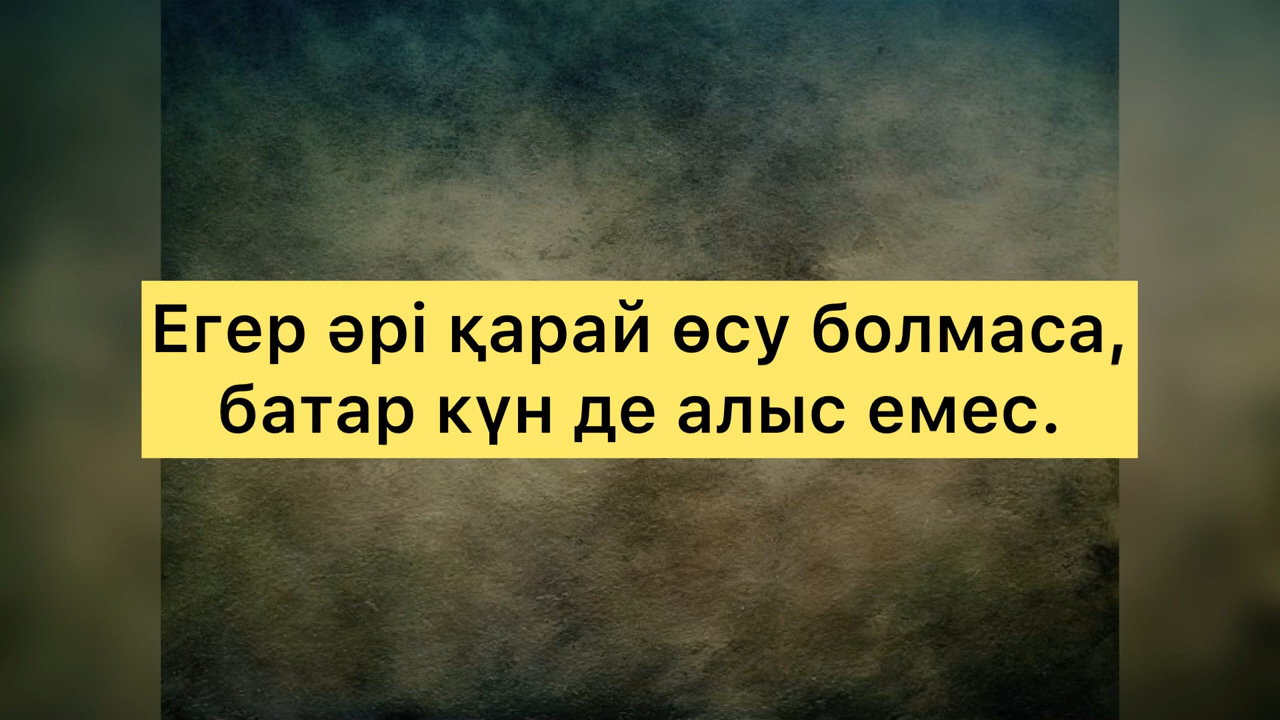 Егер әрі қарай өсу болмаса,
батар күн де алыс емес.